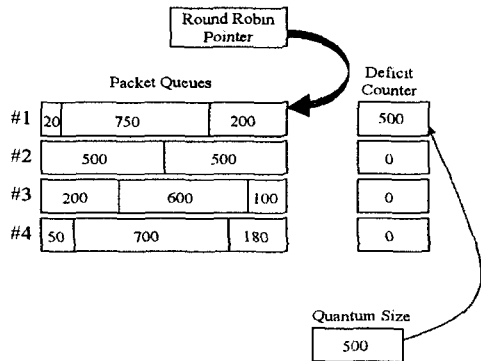 Round Robin
Pointer
Packet Queues
Deficit
Counter
#1 20 750 200 500
#2 500 500 0
#3 200 600 100 0
#4 50 700 180 0
Quantum Size
500